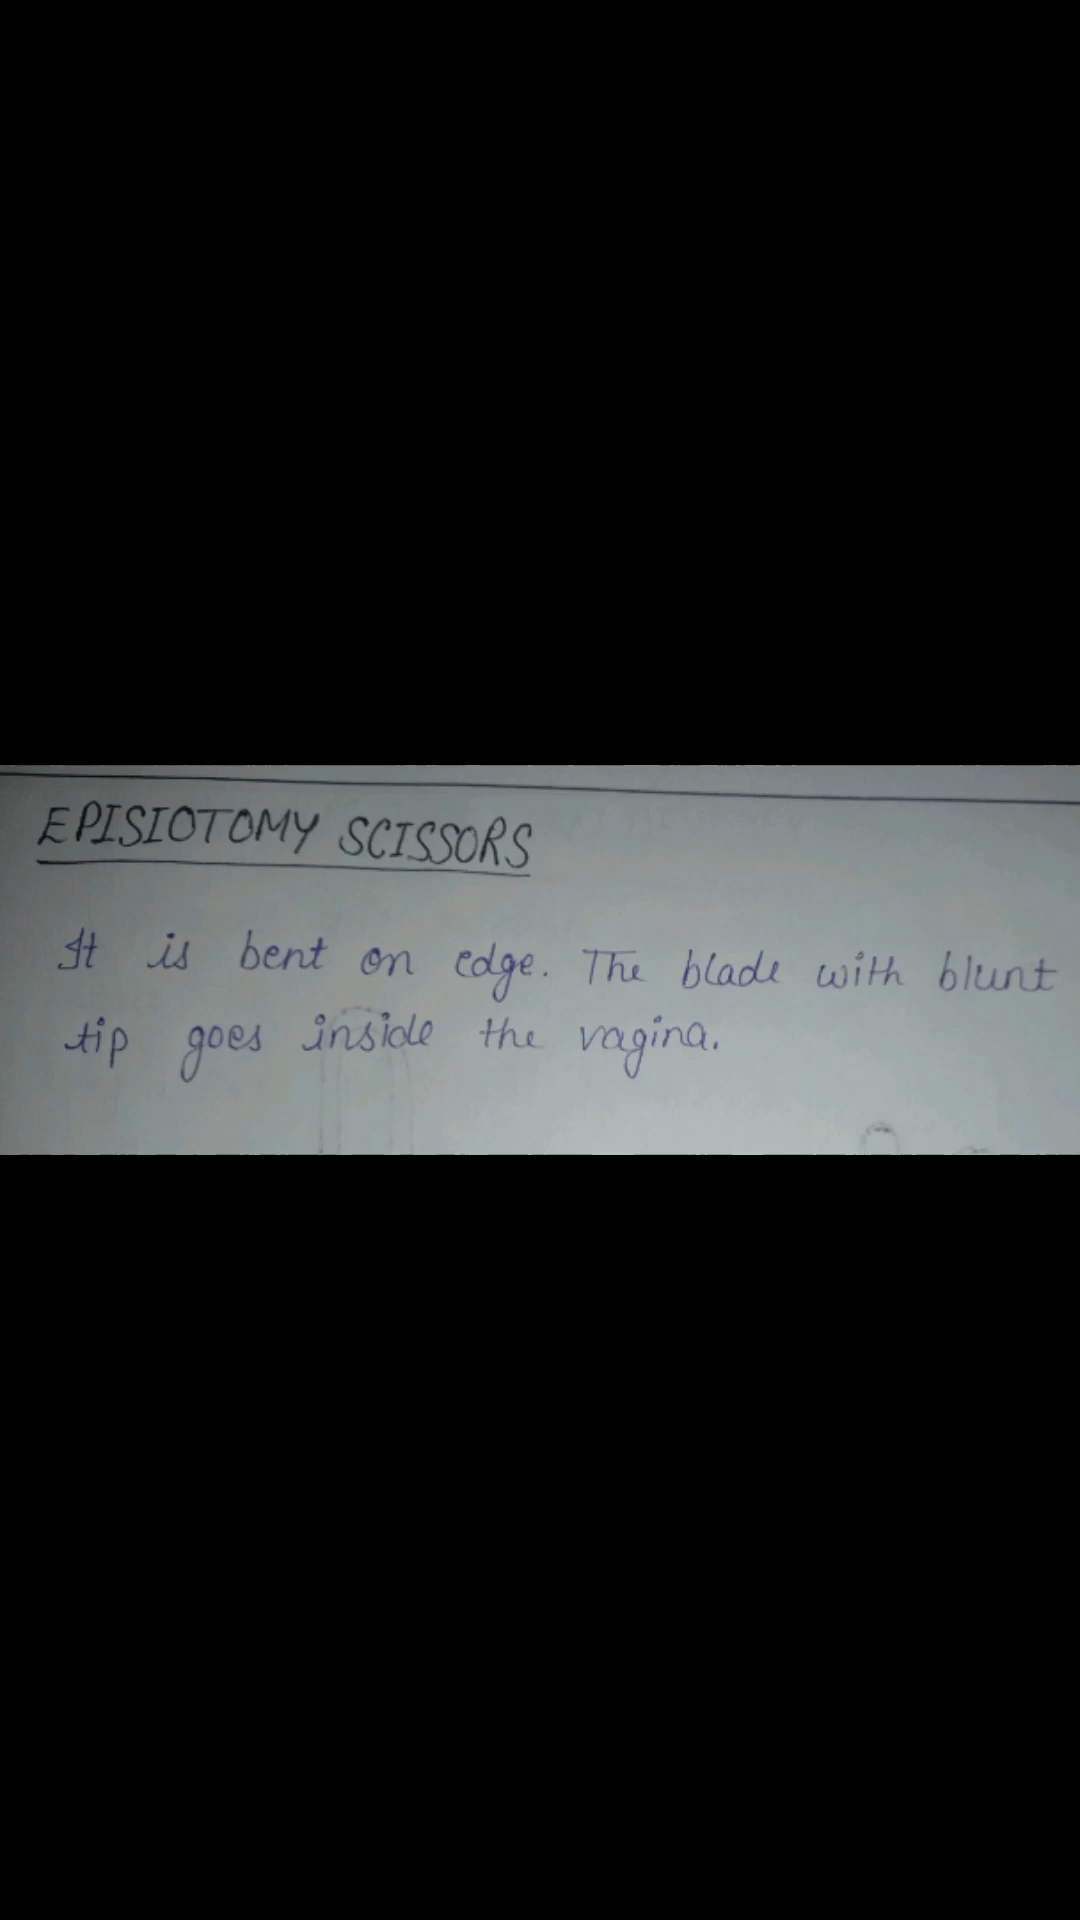 EPISIOTOMY SCISSORS
It is bent on edge. The blade with blunt
tip goes inside the vagina.